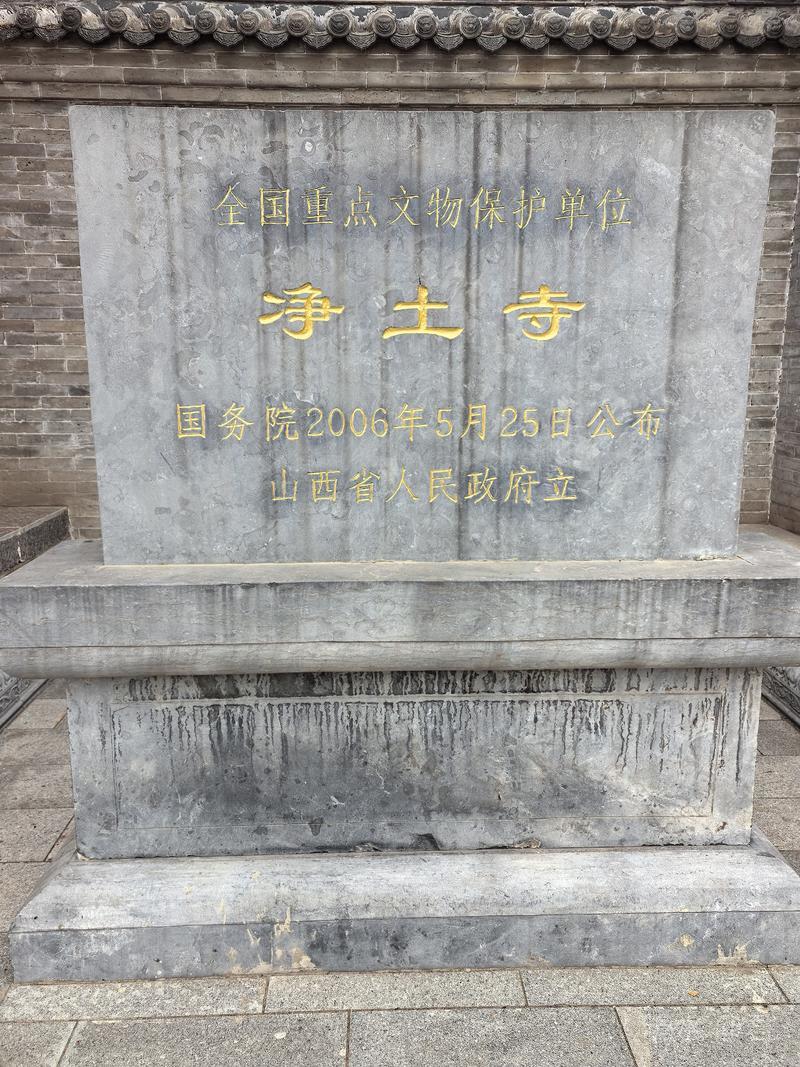 全国重点文物保护单位
净土寺
国务院2006年5月25日公布
山西省人民政府立